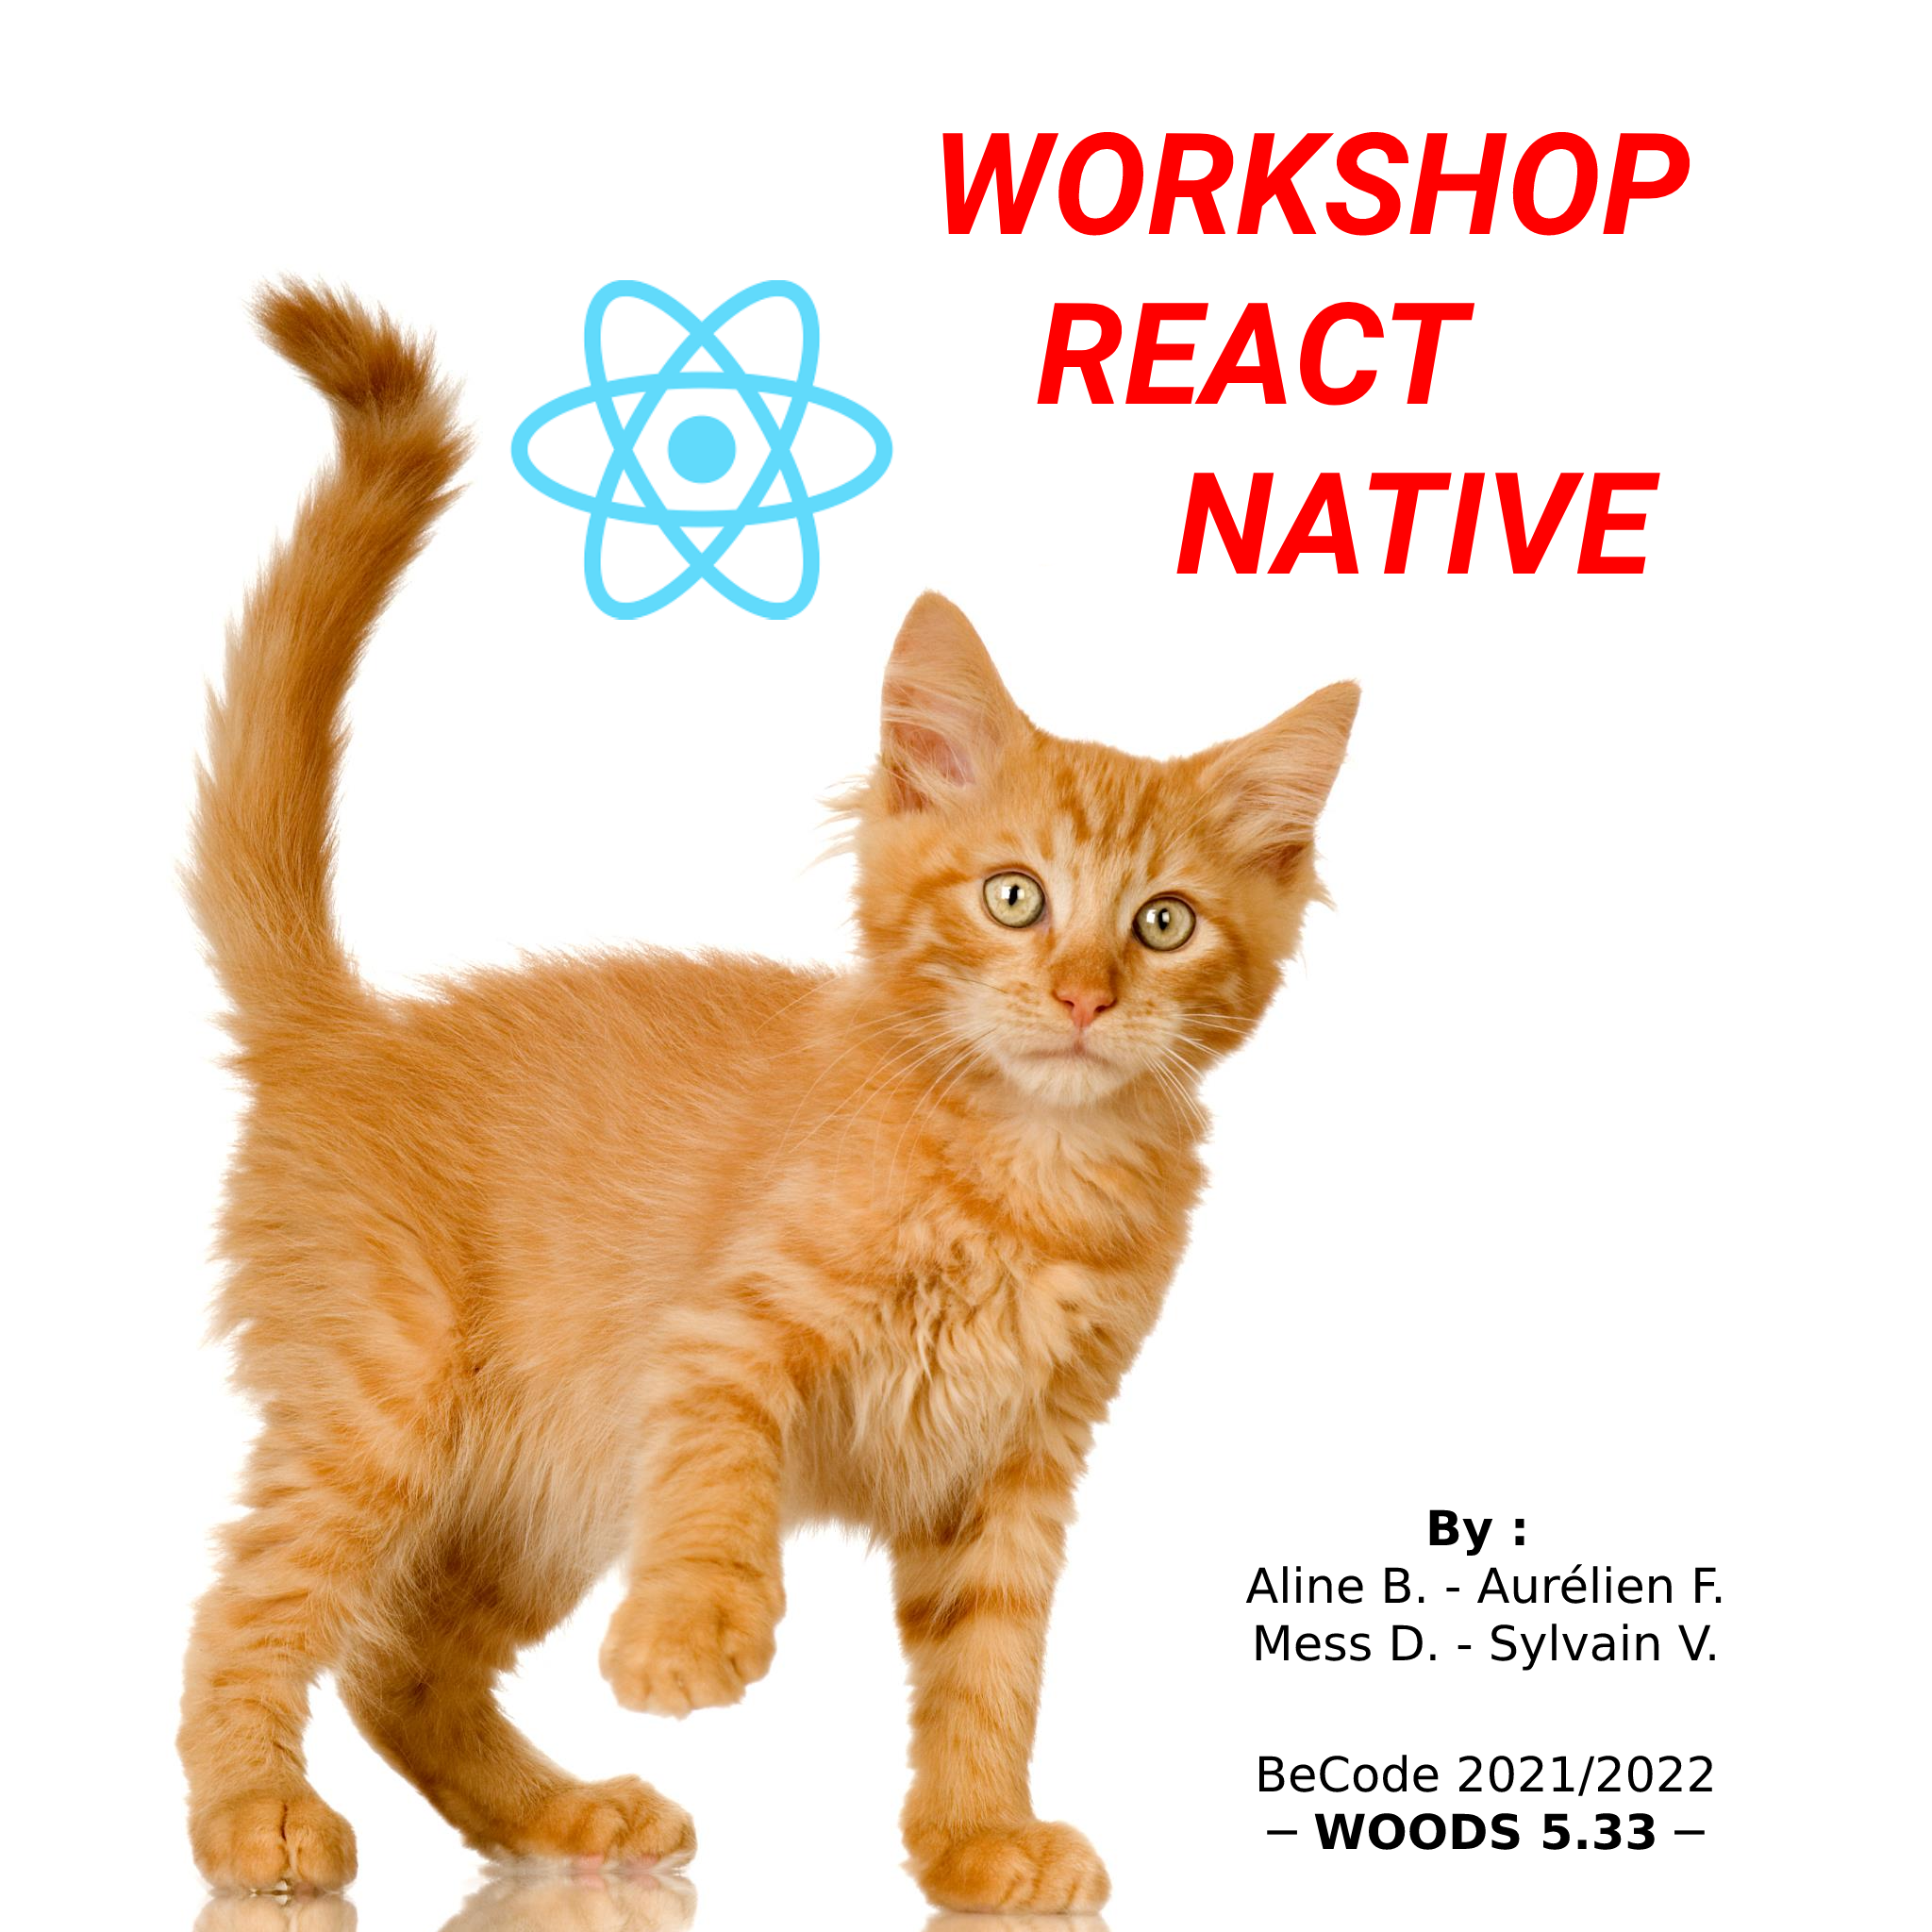 WORKSHOP
REACT
NATIVE
By :
Aline B. - Aurélien F.
Mess D. - Sylvain V.
BeCode 2021/2022
─ WOODS 5.33 ─